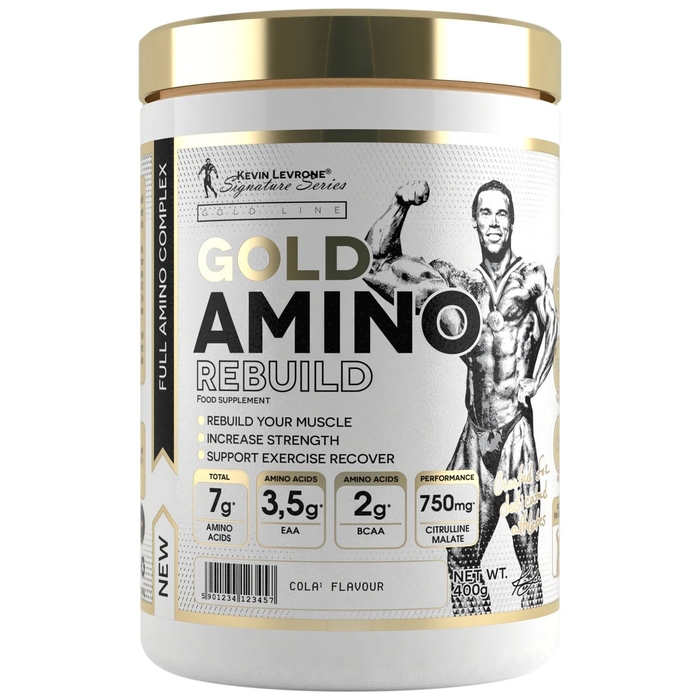 KEVIN LEVRONE®
Signature Series
GOLD LINE
GOLD
AMINO
REBUILD
FOOD SUPPLEMENT
REBUILD YOUR MUSCLE
INCREASE STRENGTH
SUPPORT EXERCISE RECOVER
TOTAL
7g*
AMINO
ACIDS
AMINO ACIDS
3,5g*
EAA
AMINO ACIDS
2g*
BCAA
PERFORMANCE
750mg*
CITRULLINE
MALATE
5901234123457
COLA¹ FLAVOUR
NET WT.
400g
FULL AMINO COMPLEX
NEW